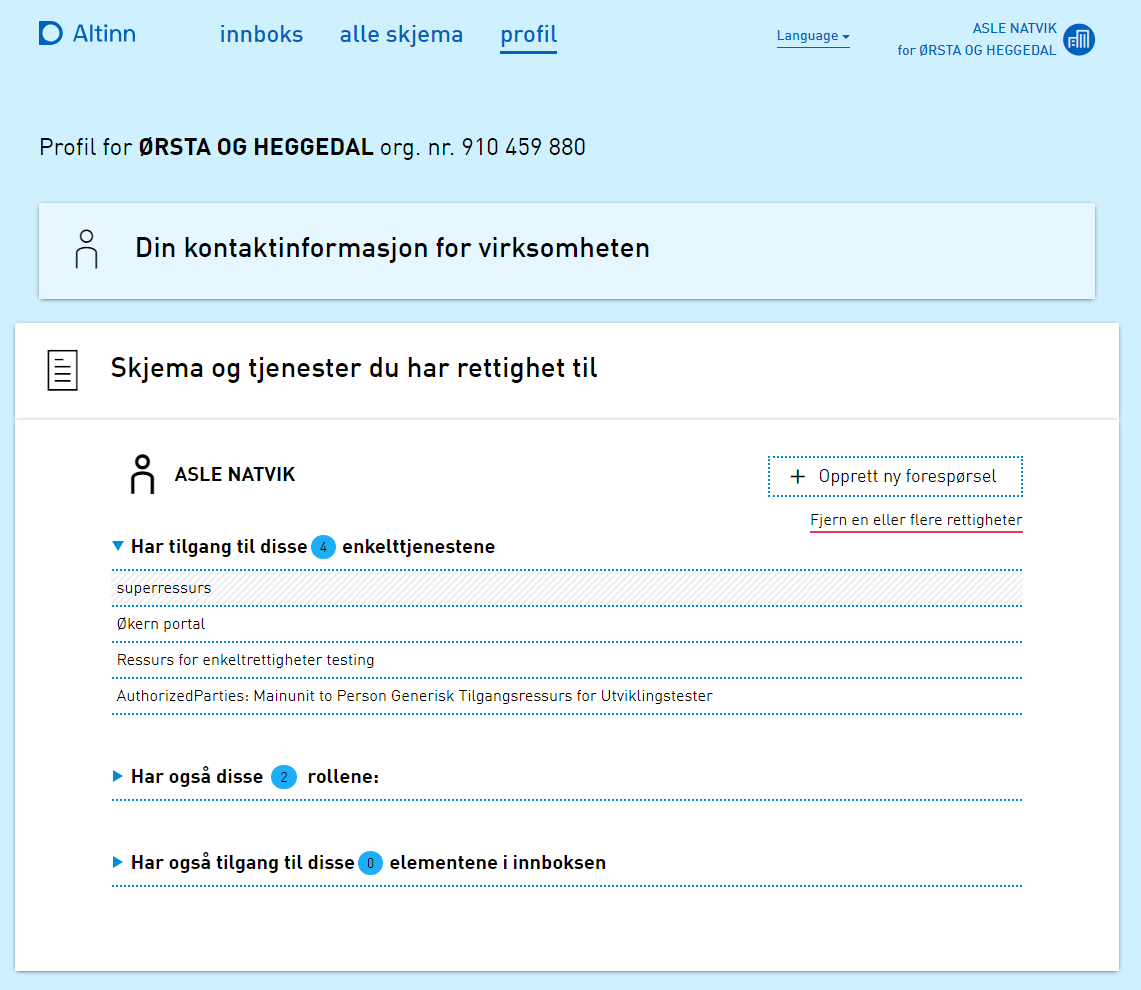 Altinn
innboks
alle skjema
profil
Language
ASLE NATVIK
for ØRSTA OG HEGGEDAL
Profil for ØRSTA OG HEGGEDAL org. nr. 910 459 880
Din kontaktinformasjon for virksomheten
Skjema og tjenester du har rettighet til
ASLE NATVIK
+ Opprett ny forespørsel
Fjern en eller flere rettigheter
Har tilgang til disse 4 enkelttjenestene
superressurs
Økern portal
Ressurs for enkeltrettigheter testing
AuthorizedParties: Mainunit to Person Generisk Tilgangsressurs for Utviklingstester
Har også disse 2 rollene:
Har også tilgang til disse 0 elementene i innboksen